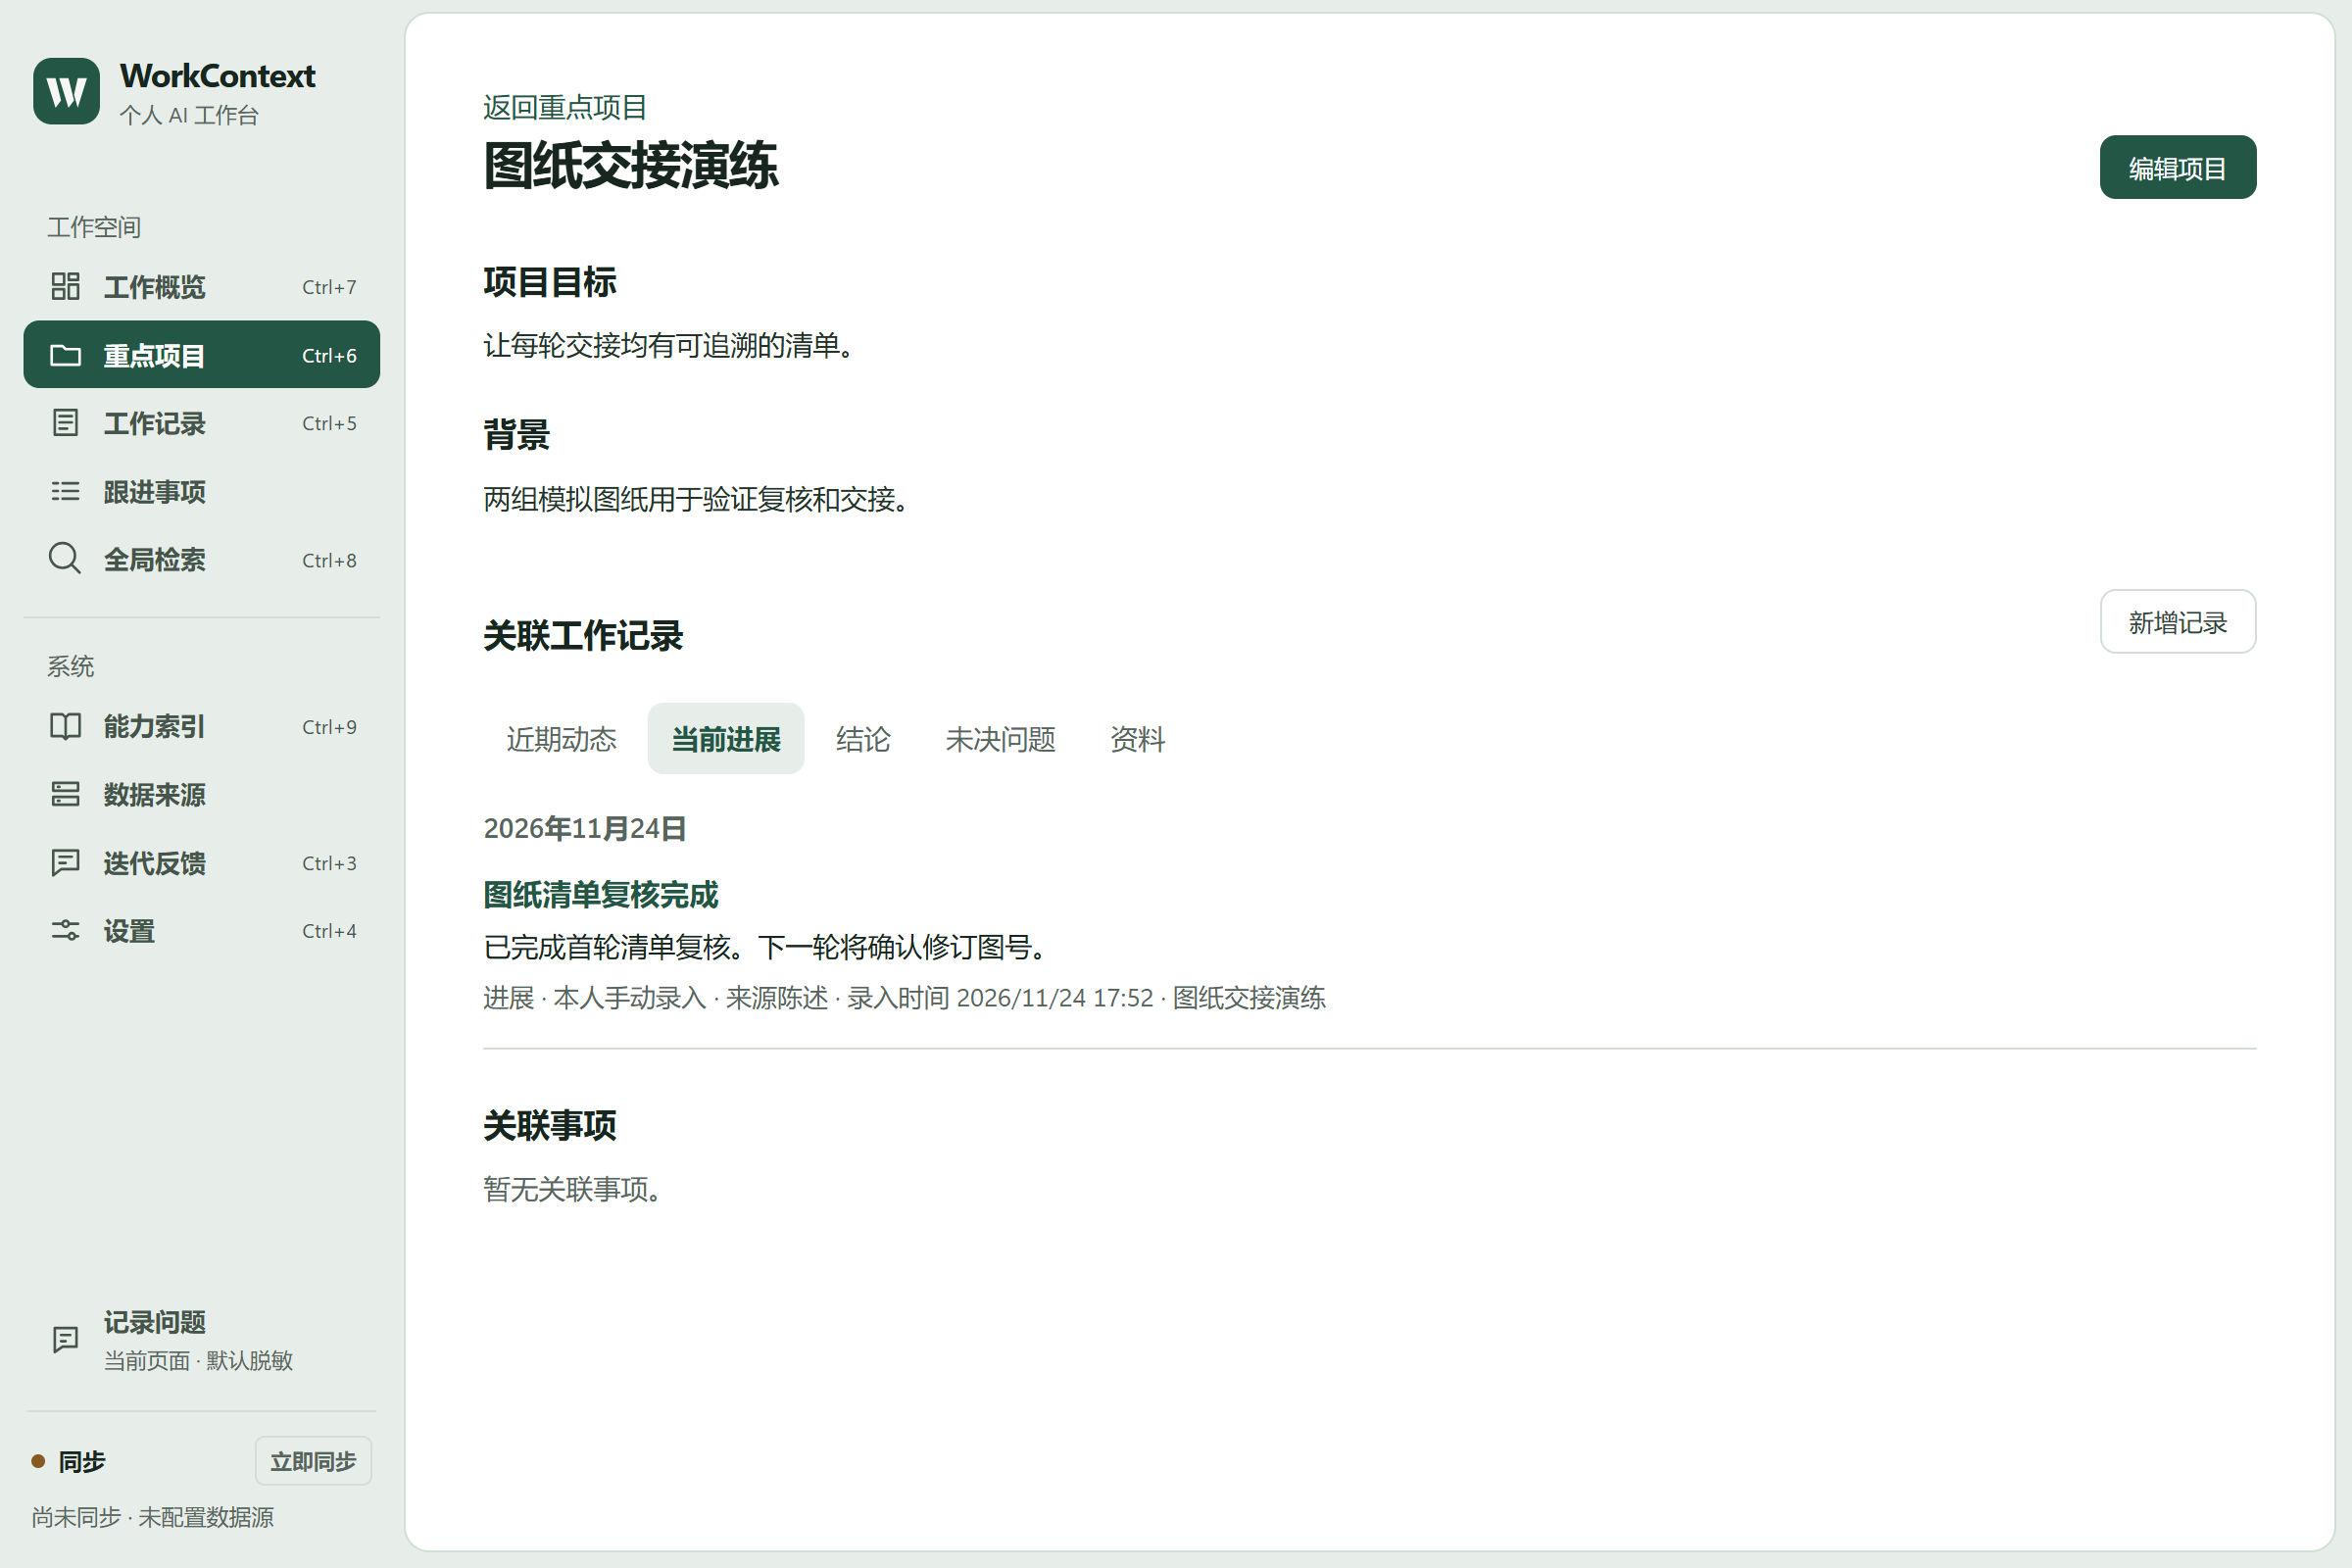 WorkContext
个人 AI 工作台
工作空间
工作概览 Ctrl+7
重点项目 Ctrl+6
工作记录 Ctrl+5
跟进事项
全局检索 Ctrl+8
系统
能力索引 Ctrl+9
数据来源
迭代反馈 Ctrl+3
设置 Ctrl+4
记录问题
当前页面 · 默认脱敏
同步 立即同步
尚未同步 · 未配置数据源
返回重点项目
图纸交接演练
编辑项目
项目目标
让每轮交接均有可追溯的清单。
背景
两组模拟图纸用于验证复核和交接。
关联工作记录
新增记录
近期动态 当前进展 结论 未决问题 资料
2026年11月24日
图纸清单复核完成
已完成首轮清单复核。下一轮将确认修订图号。
进展 · 本人手动录入 · 来源陈述 · 录入时间 2026/11/24 17:52 · 图纸交接演练
关联事项
暂无关联事项。